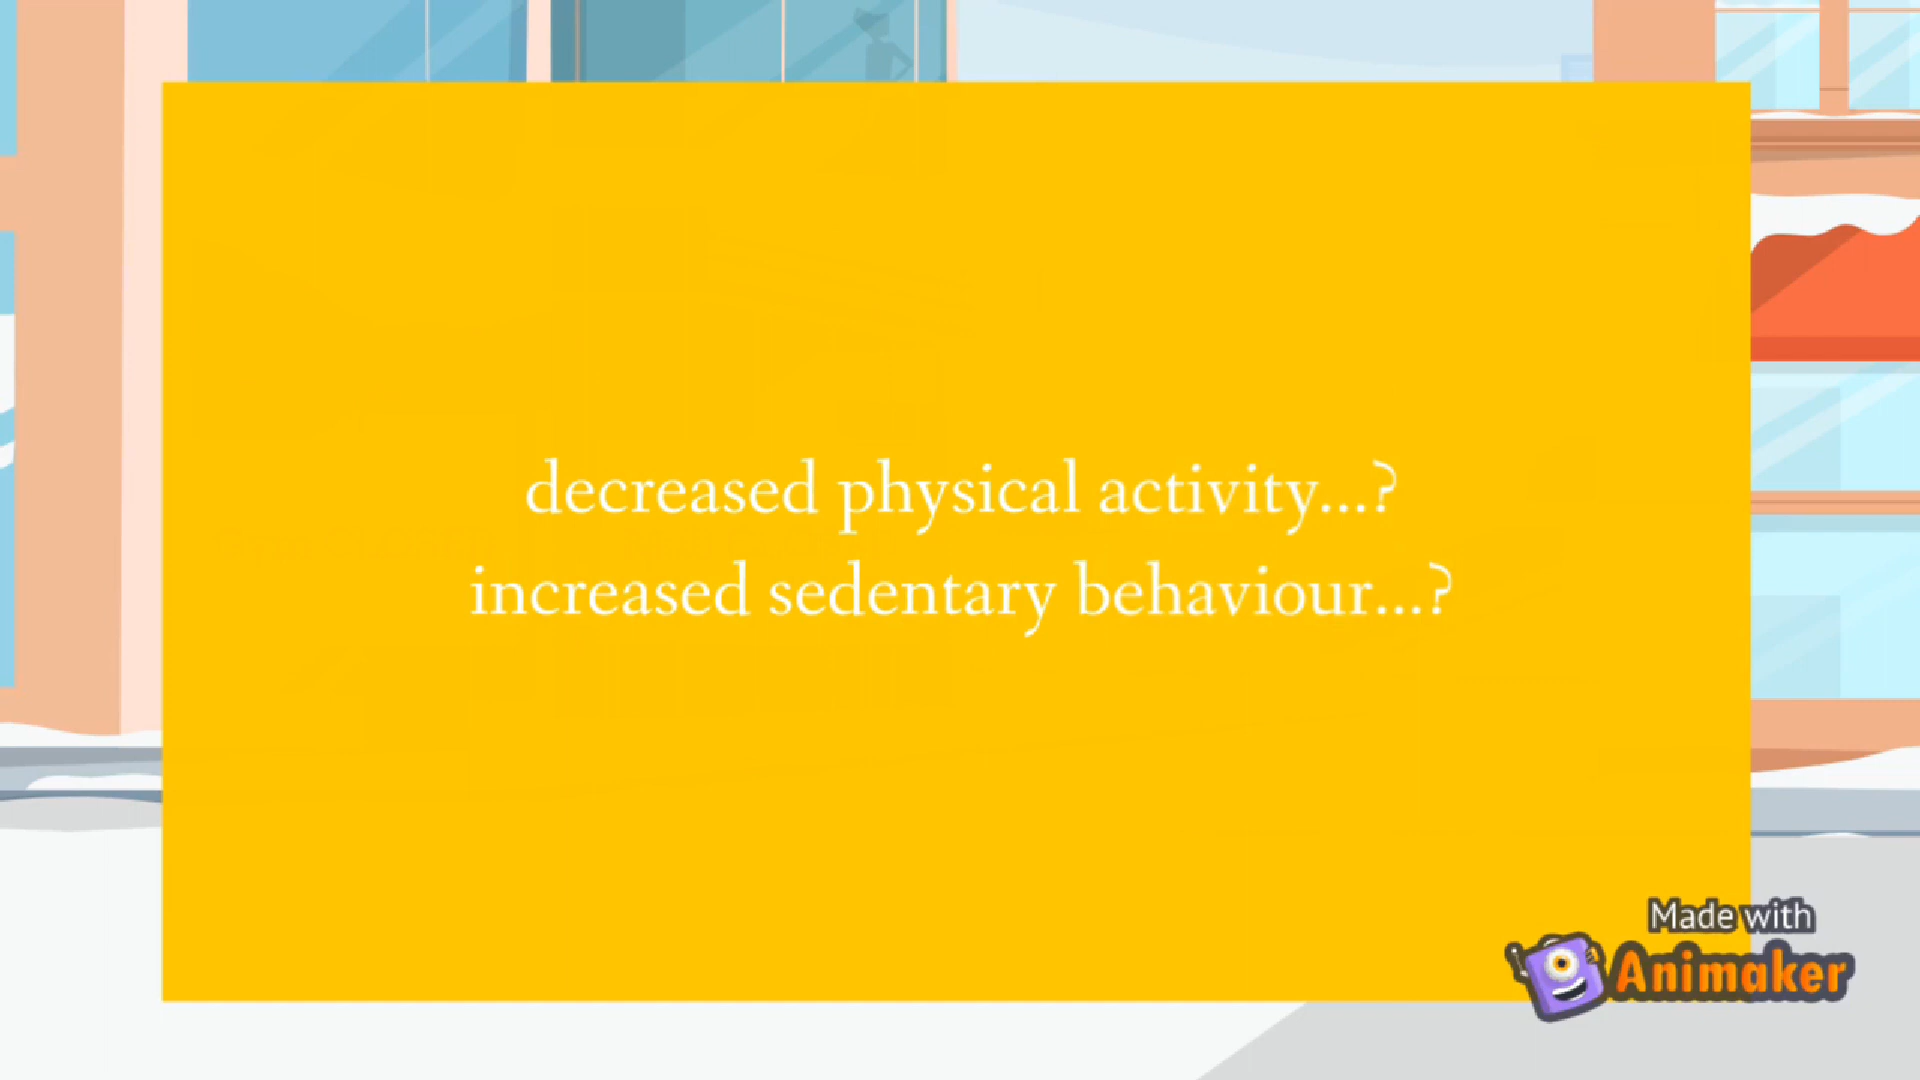 decreased physical activity...?
increased sedentary behaviour...?
Made with
Animaker